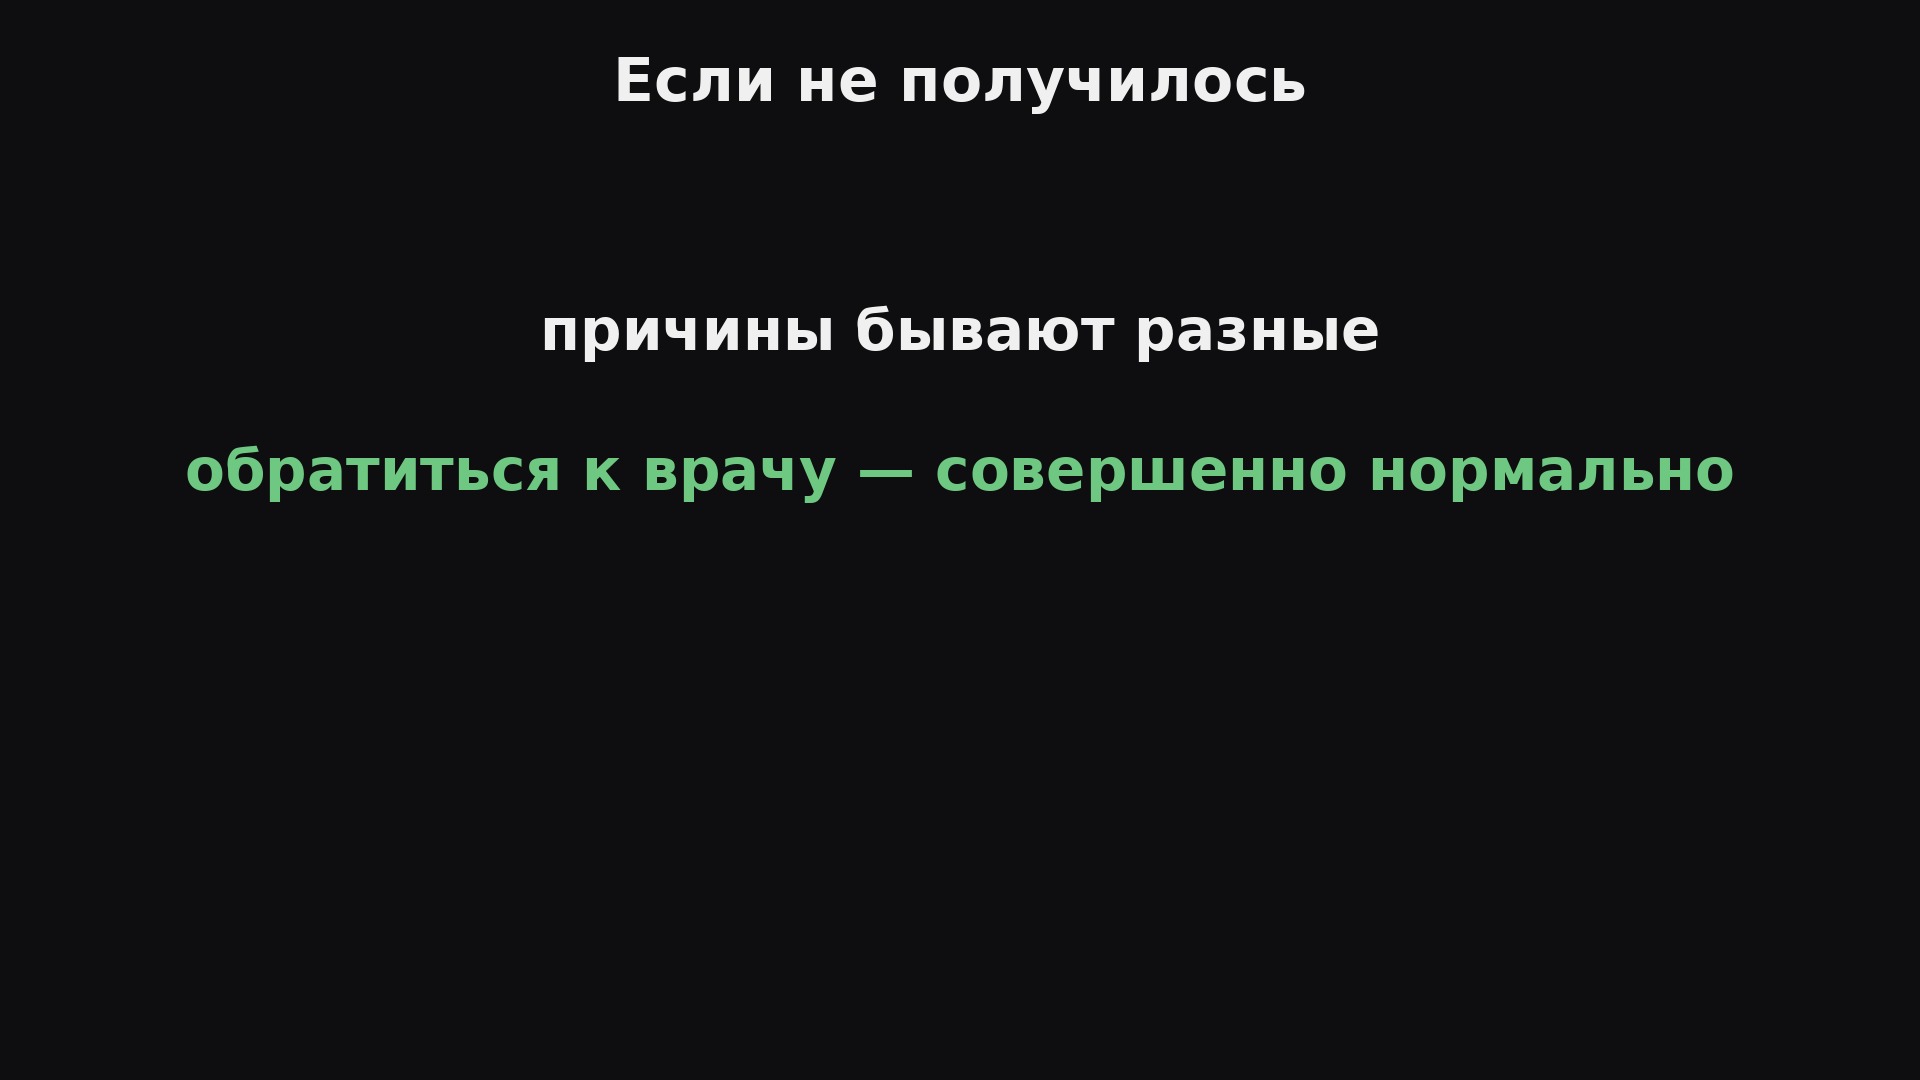 Если не получилось
причины бывают разные
обратиться к врачу — совершенно нормально